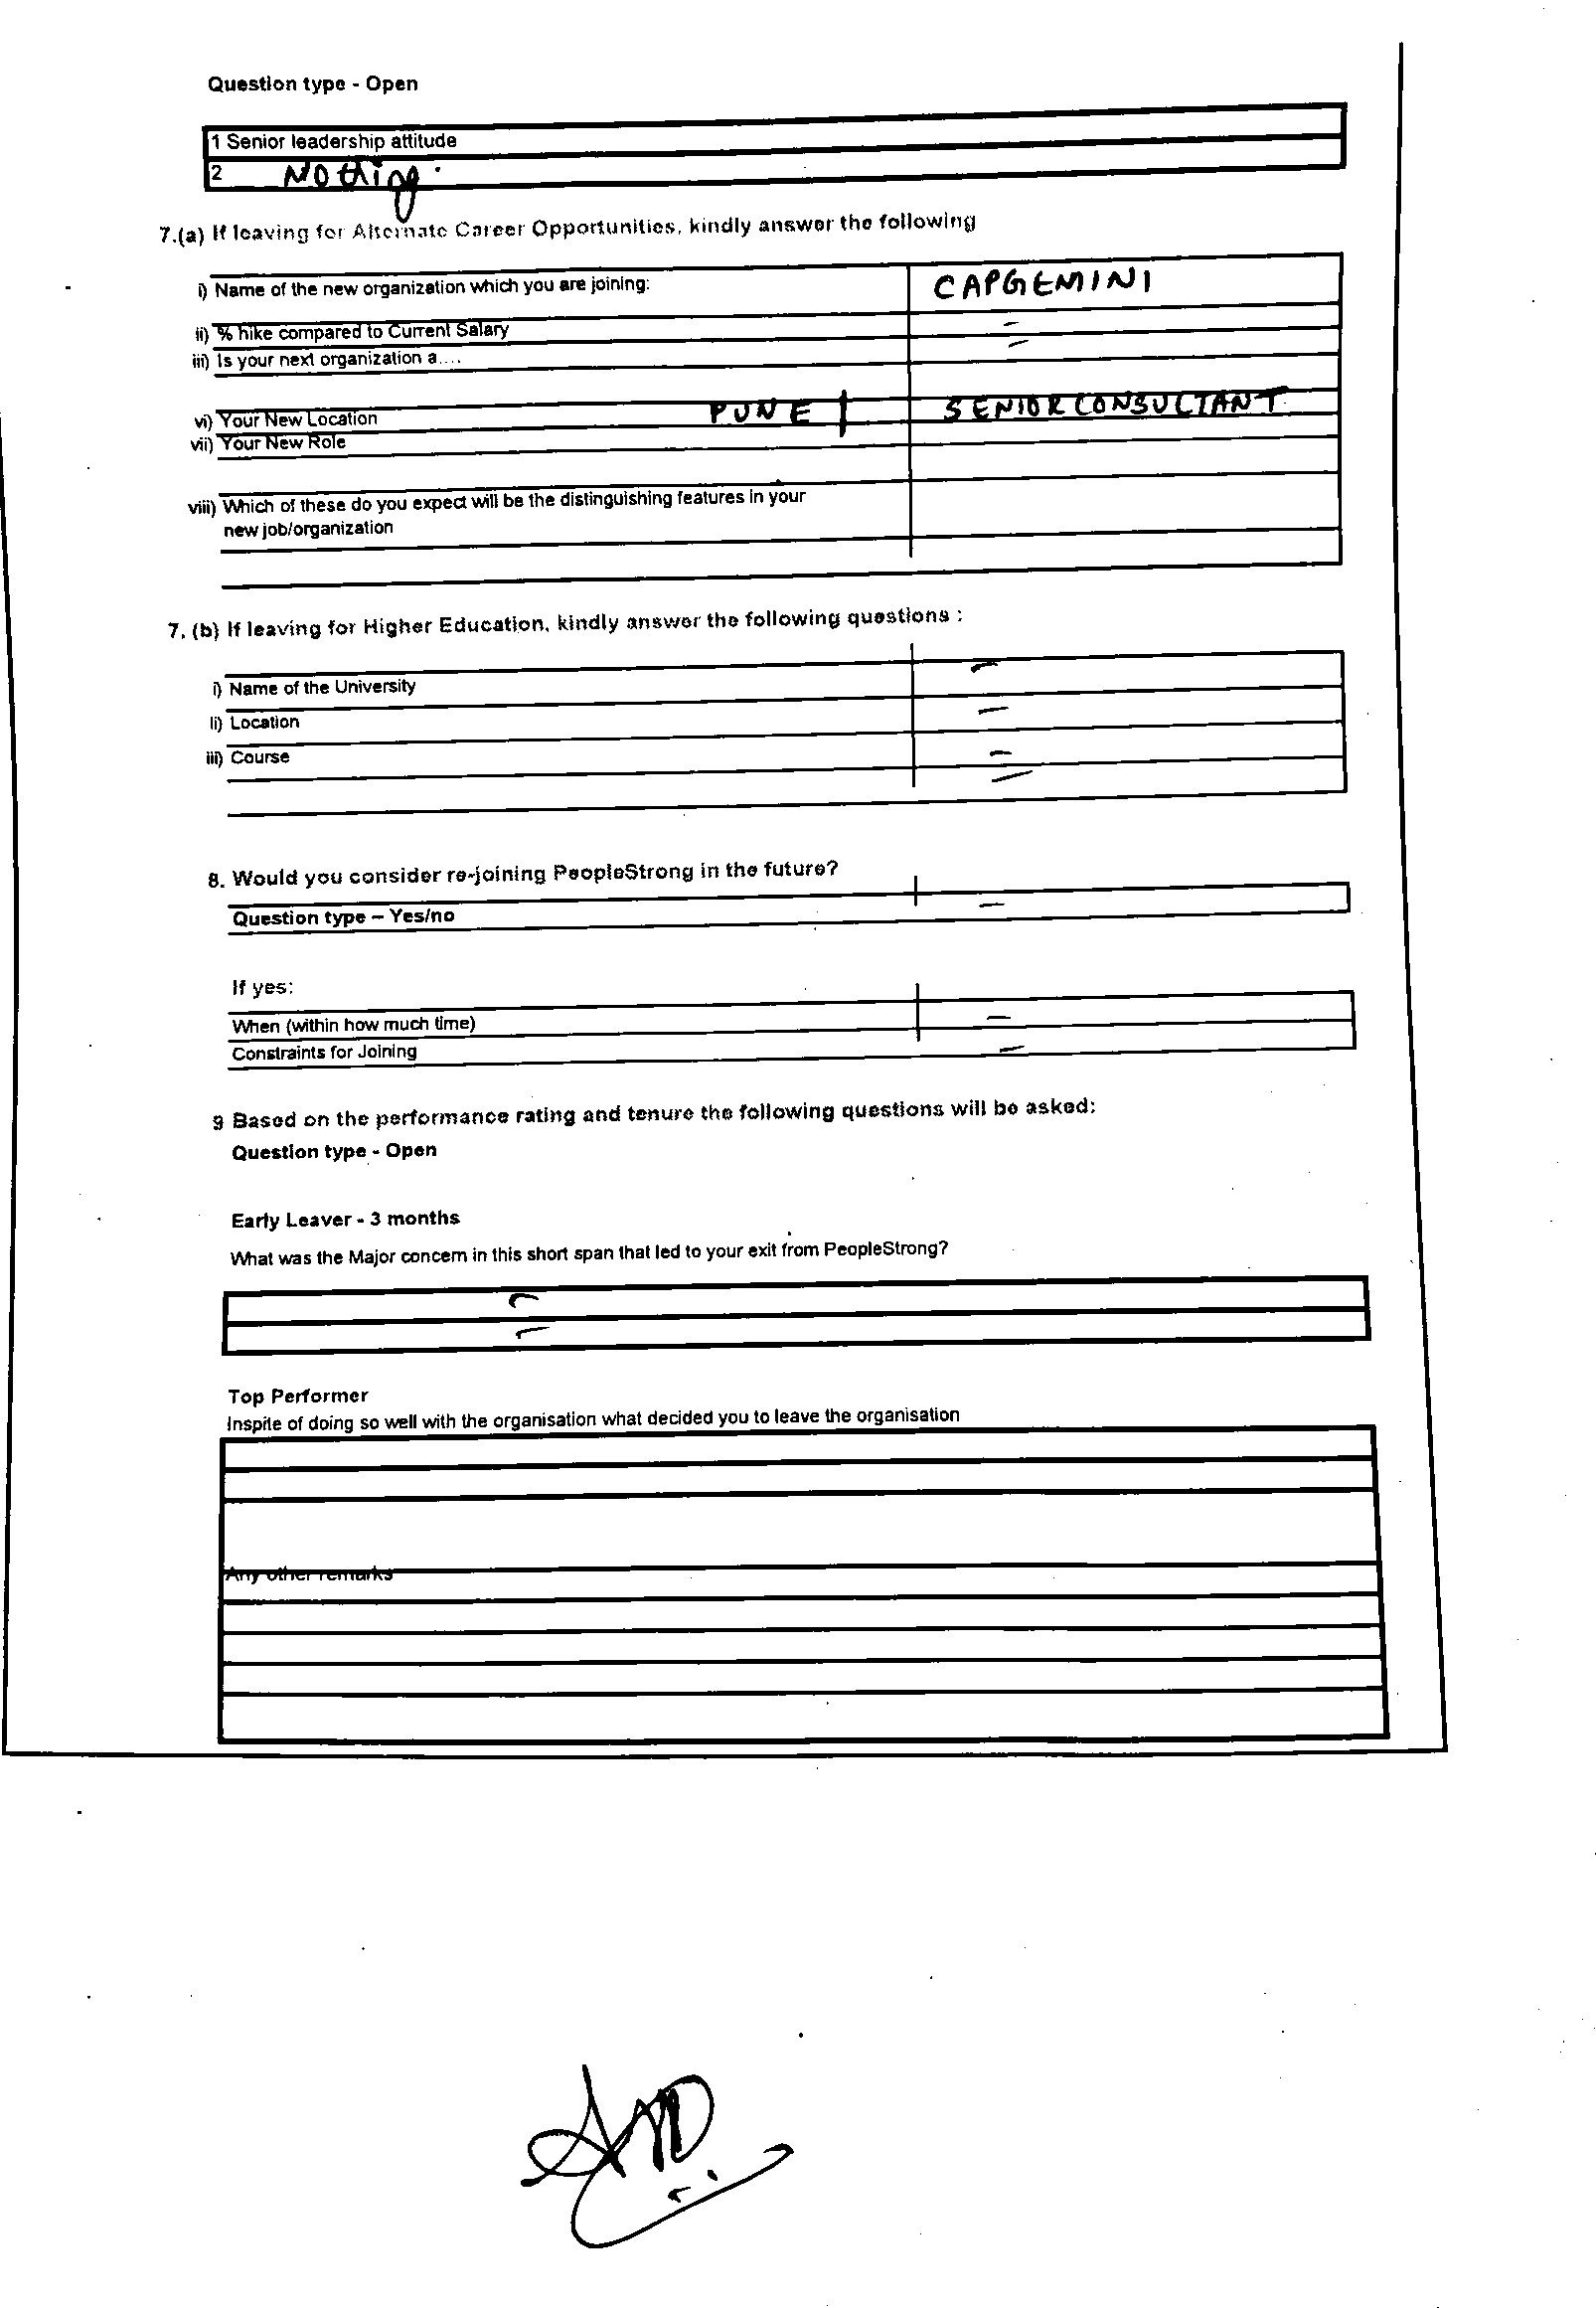 Question type - Open
1 Senior leadership attitude
2 Nothing.
7.(a) If leaving for Alternate Career Opportunities, kindly answer the following
i) Name of the new organization which you are joining: CAPGEMINI
ii) % hike compared to Current Salary -
iii) Is your next organization a.... -
vi) Your New Location PUNE | SENIOR CONSULTANT
vii) Your New Role
viii) Which of these do you expect will be the distinguishing features in your
new job/organization
7. (b) If leaving for Higher Education, kindly answer the following questions :
-
i) Name of the University
ii) Location -
iii) Course -
-
8. Would you consider re-joining PeopleStrong in the future?
Question type – Yes/no -
If yes:
When (within how much time) -
Constraints for Joining -
9 Based on the performance rating and tenure the following questions will be asked:
Question type - Open
Early Leaver - 3 months
What was the Major concern in this short span that led to your exit from PeopleStrong?
-
-
Top Performer
Inspite of doing so well with the organisation what decided you to leave the organisation
Any other remarks